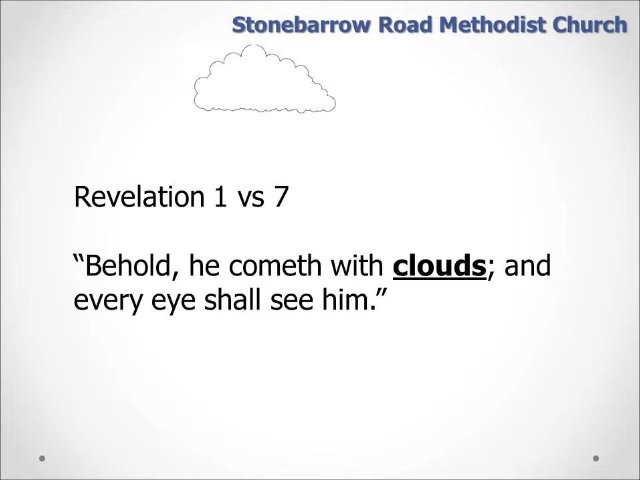 Stonebarrow Road Methodist Church
Revelation 1 vs 7
“Behold, he cometh with clouds; and
every eye shall see him.”